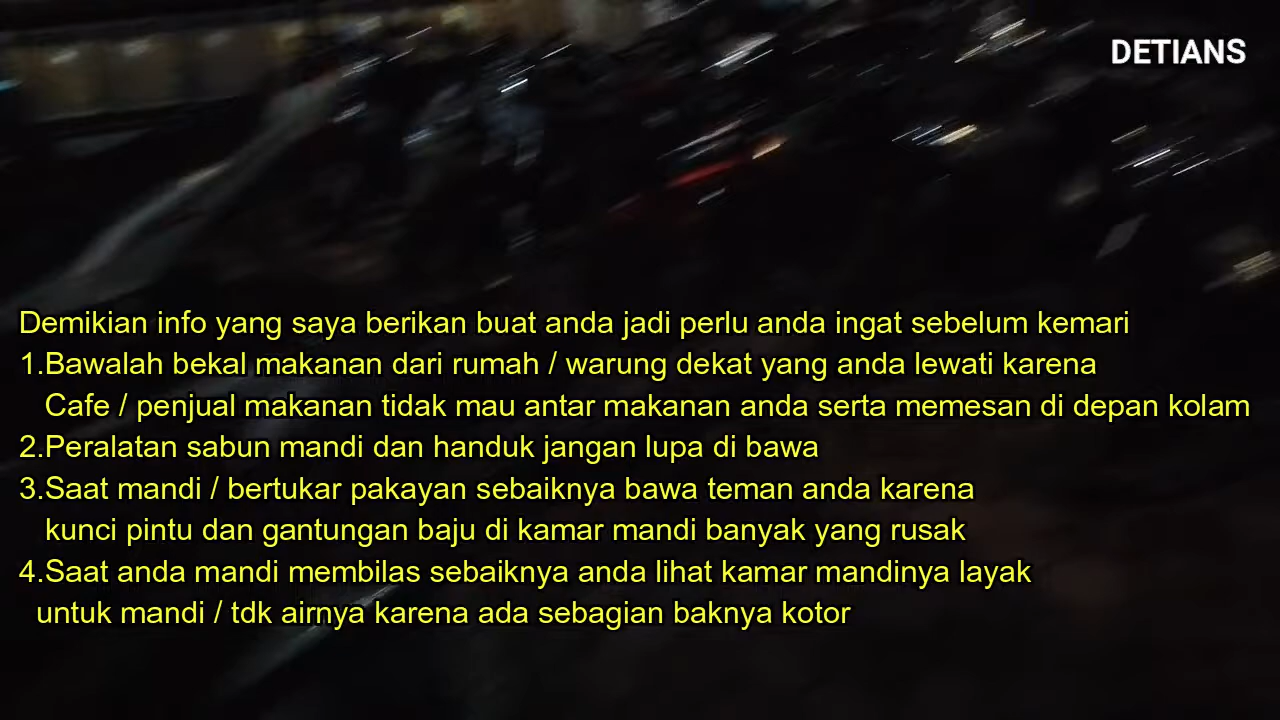 DETIANS
Demikian info yang saya berikan buat anda jadi perlu anda ingat sebelum kemari
1.Bawalah bekal makanan dari rumah / warung dekat yang anda lewati karena
Cafe / penjual makanan tidak mau antar makanan anda serta memesan di depan kolam
2.Peralatan sabun mandi dan handuk jangan lupa di bawa
3.Saat mandi / bertukar pakayan sebaiknya bawa teman anda karena
kunci pintu dan gantungan baju di kamar mandi banyak yang rusak
4.Saat anda mandi membilas sebaiknya anda lihat kamar mandinya layak
untuk mandi / tdk airnya karena ada sebagian baknya kotor